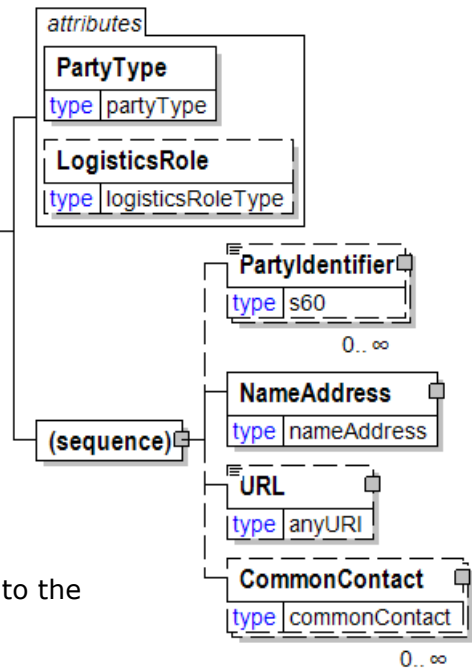 attributes
PartyType
type partyType
LogisticsRole
type logisticsRoleType
PartyIdentifier
type s60
0.. ∞
NameAddress
(sequence)
type nameAddress
URL
type anyURI
CommonContact
to the
type commonContact
0.. ∞